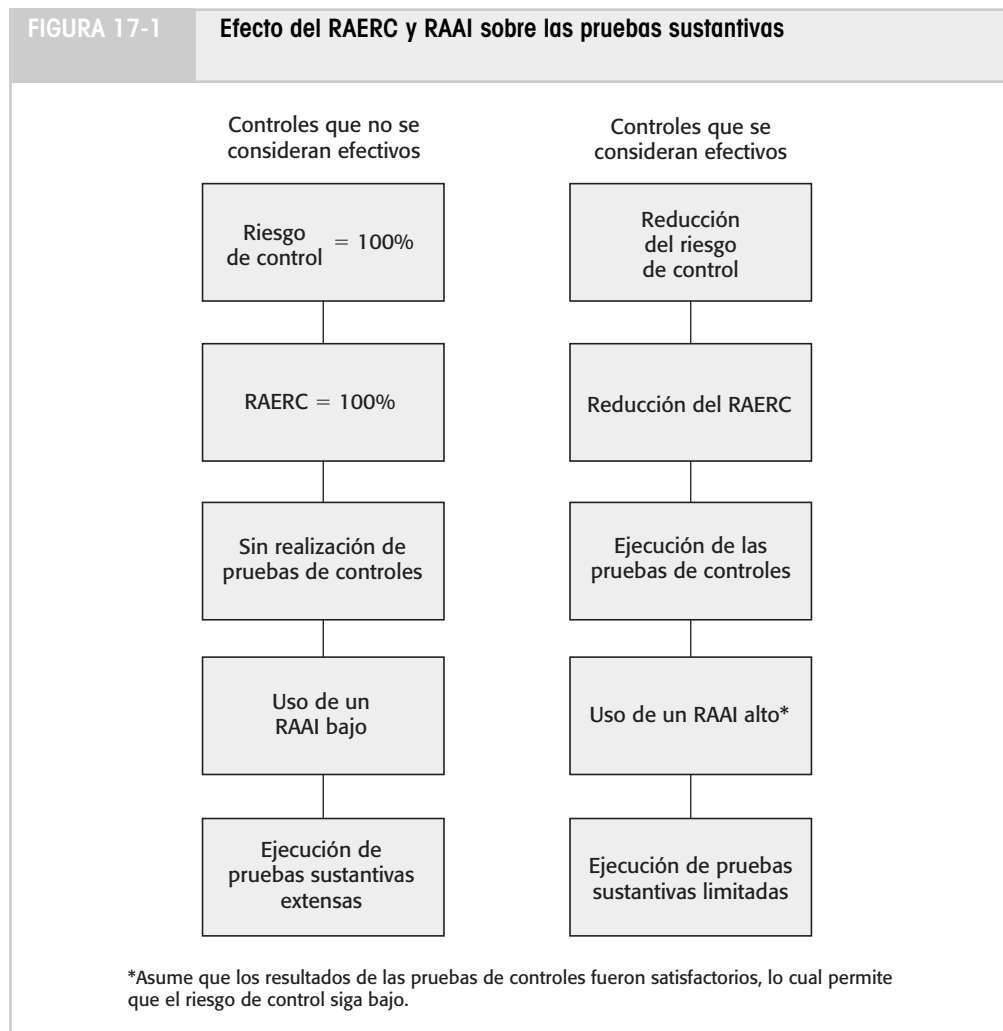 FIGURA 17-1
Efecto del RAERC y RAAI sobre las pruebas sustantivas
Controles que no se
consideran efectivos
Riesgo
de control = 100%
RAERC = 100%
Sin realización de
pruebas de controles
Uso de un
RAAI bajo
Ejecución de
pruebas sustantivas
extensas
Controles que se
consideran efectivos
Reducción
del riesgo
de control
Reducción del RAERC
Ejecución de las
pruebas de controles
Uso de un RAAI alto*
Ejecución de pruebas
sustantivas limitadas
*Asume que los resultados de las pruebas de controles fueron satisfactorios, lo cual permite
que el riesgo de control siga bajo.